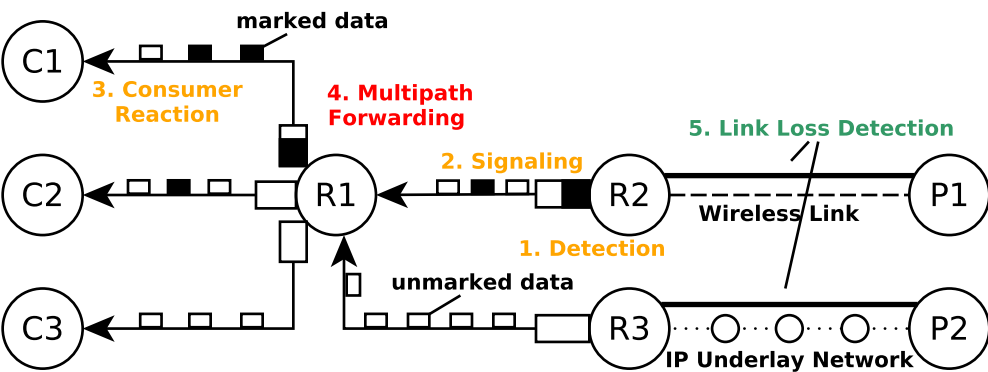 marked data
C1
3. Consumer
Reaction
4. Multipath
Forwarding
5. Link Loss Detection
2. Signaling
C2
R1
R2
P1
Wireless Link
1. Detection
unmarked data
C3
R3
P2
IP Underlay Network